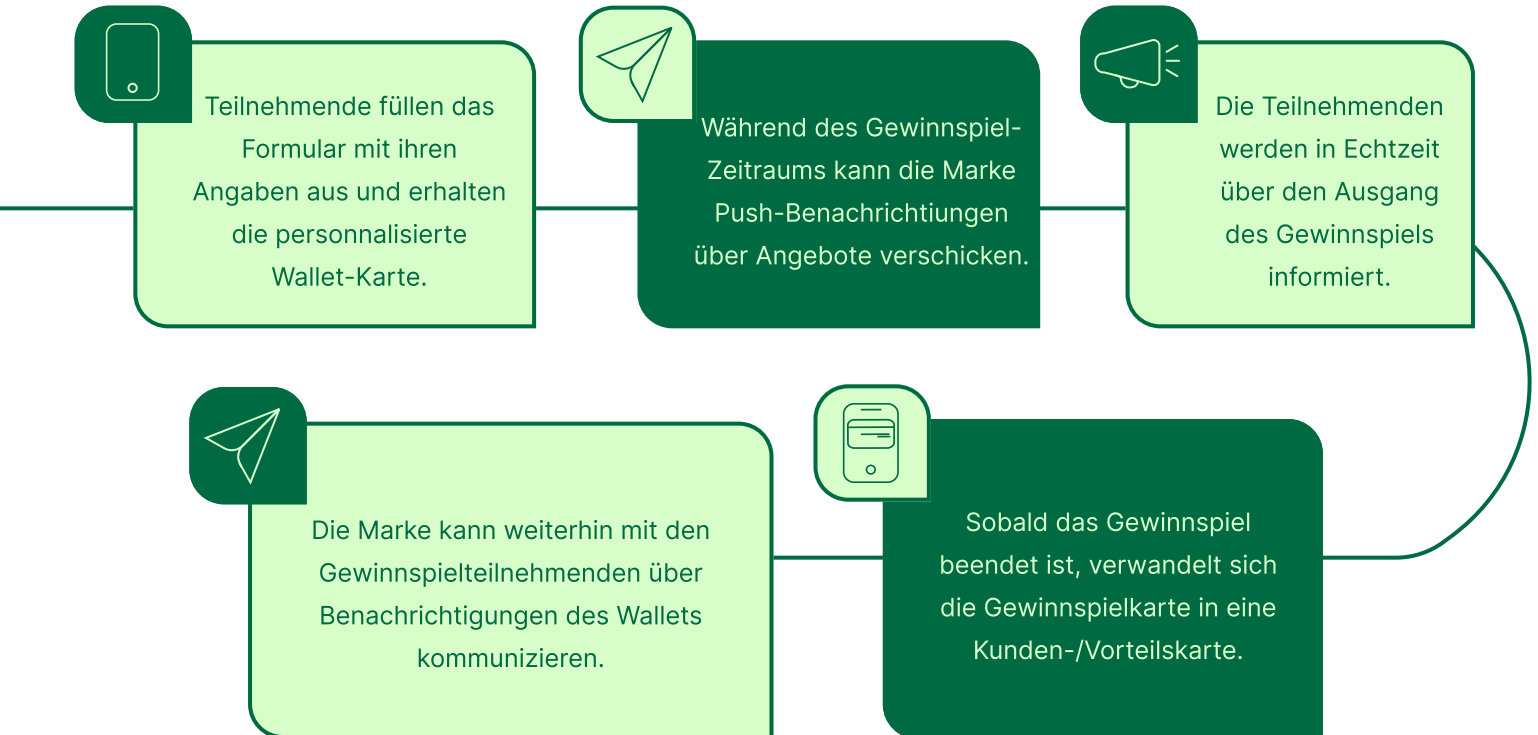 Teilnehmende füllen das
Formular mit ihren
Angaben aus und erhalten
die personnalisierte
Wallet-Karte.
Während des Gewinnspiel-
Zeitraums kann die Marke
Push-Benachrichtiungen
über Angebote verschicken.
Die Teilnehmenden
werden in Echtzeit
über den Ausgang
des Gewinnspiels
informiert.
Sobald das Gewinnspiel
beendet ist, verwandelt sich
die Gewinnspielkarte in eine
Kunden-/Vorteilskarte.
Die Marke kann weiterhin mit den
Gewinnspielteilnehmenden über
Benachrichtigungen des Wallets
kommunizieren.